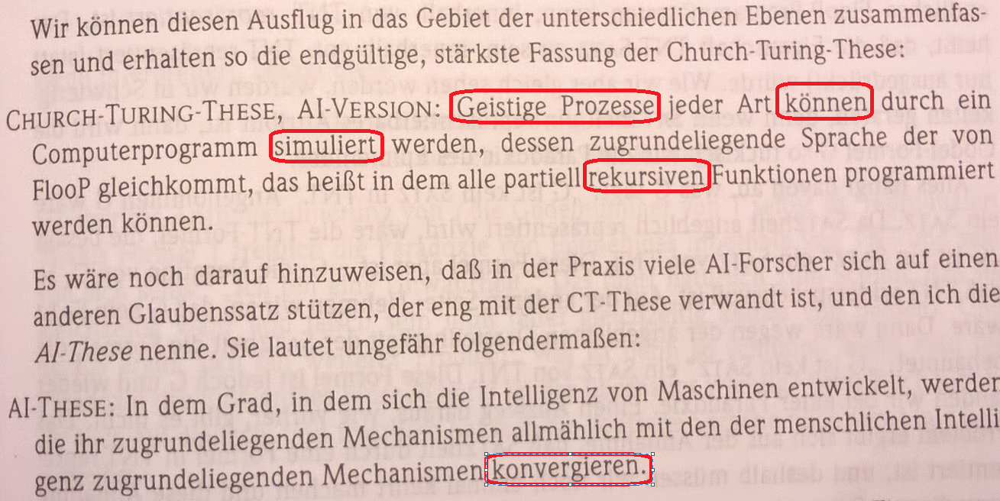 Wir können diesen Ausflug in das Gebiet der unterschiedlichen Ebenen zusammenfas-
sen und erhalten so die endgültige, stärkste Fassung der Church-Turing-These:
CHURCH-TURING-THESE, AI-VERSION: Geistige Prozesse jeder Art können durch ein
Computerprogramm simuliert werden, dessen zugrundeliegende Sprache der von
FlooP gleichkommt, das heißt in dem alle partiell rekursiven Funktionen programmiert
werden können.
Es wäre noch darauf hinzuweisen, daß in der Praxis viele AI-Forscher sich auf einen
anderen Glaubenssatz stützen, der eng mit der CT-These verwandt ist, und den ich die
AI-These nenne. Sie lautet ungefähr folgendermaßen:
AI-THESE: In dem Grad, in dem sich die Intelligenz von Maschinen entwickelt, werden
die ihr zugrundeliegenden Mechanismen allmählich mit den der menschlichen Intelli
genz zugrundeliegenden Mechanismen konvergieren.